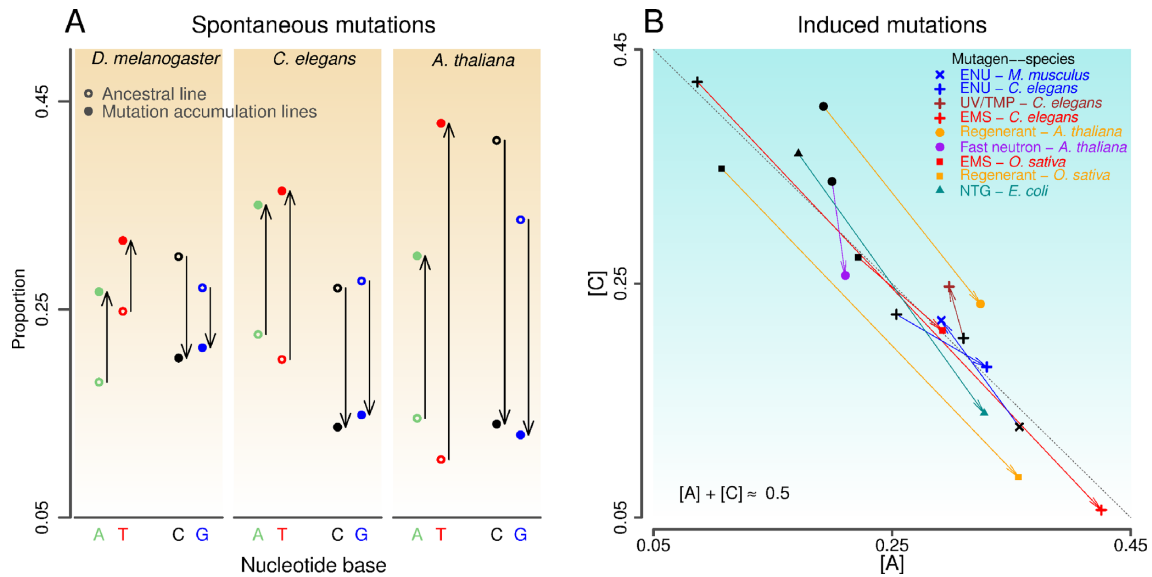 A
Spontaneous mutations
D. melanogaster
C. elegans
A. thaliana
Ancestral line
Mutation accumulation lines
Proportion
0.45
0.25
0.05
A T C G
A T C G
A T C G
Nucleotide base
B
Induced mutations
Mutagen--species
ENU – M. musculus
ENU – C. elegans
UV/TMP – C. elegans
EMS – C. elegans
Regenerant – A. thaliana
Fast neutron – A. thaliana
EMS – O. sativa
Regenerant – O. sativa
NTG – E. coli
[C]
0.45
0.25
0.05
[A] + [C] ≈ 0.5
0.05 0.25 0.45
[A]